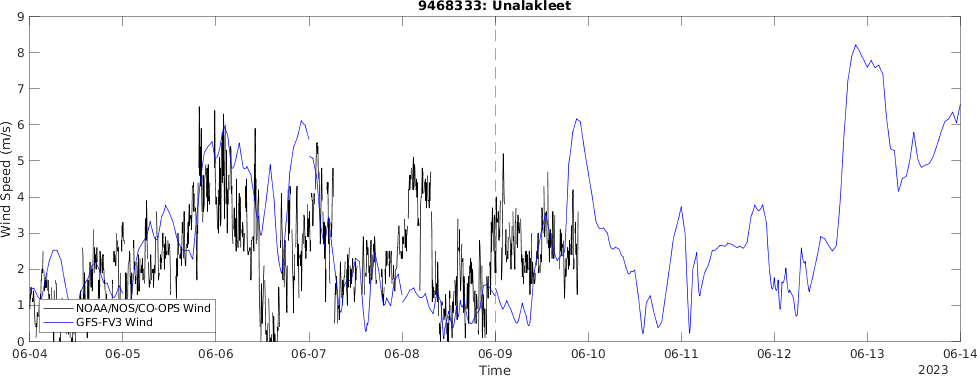 9468333: Unalakleet
Wind Speed (m/s)
9
8
7
6
5
4
3
2
1
0
NOAA/NOS/CO-OPS Wind
GFS-FV3 Wind
06-04 06-05 06-06 06-07 06-08 06-09 06-10 06-11 06-12 06-13 06-14
Time
2023